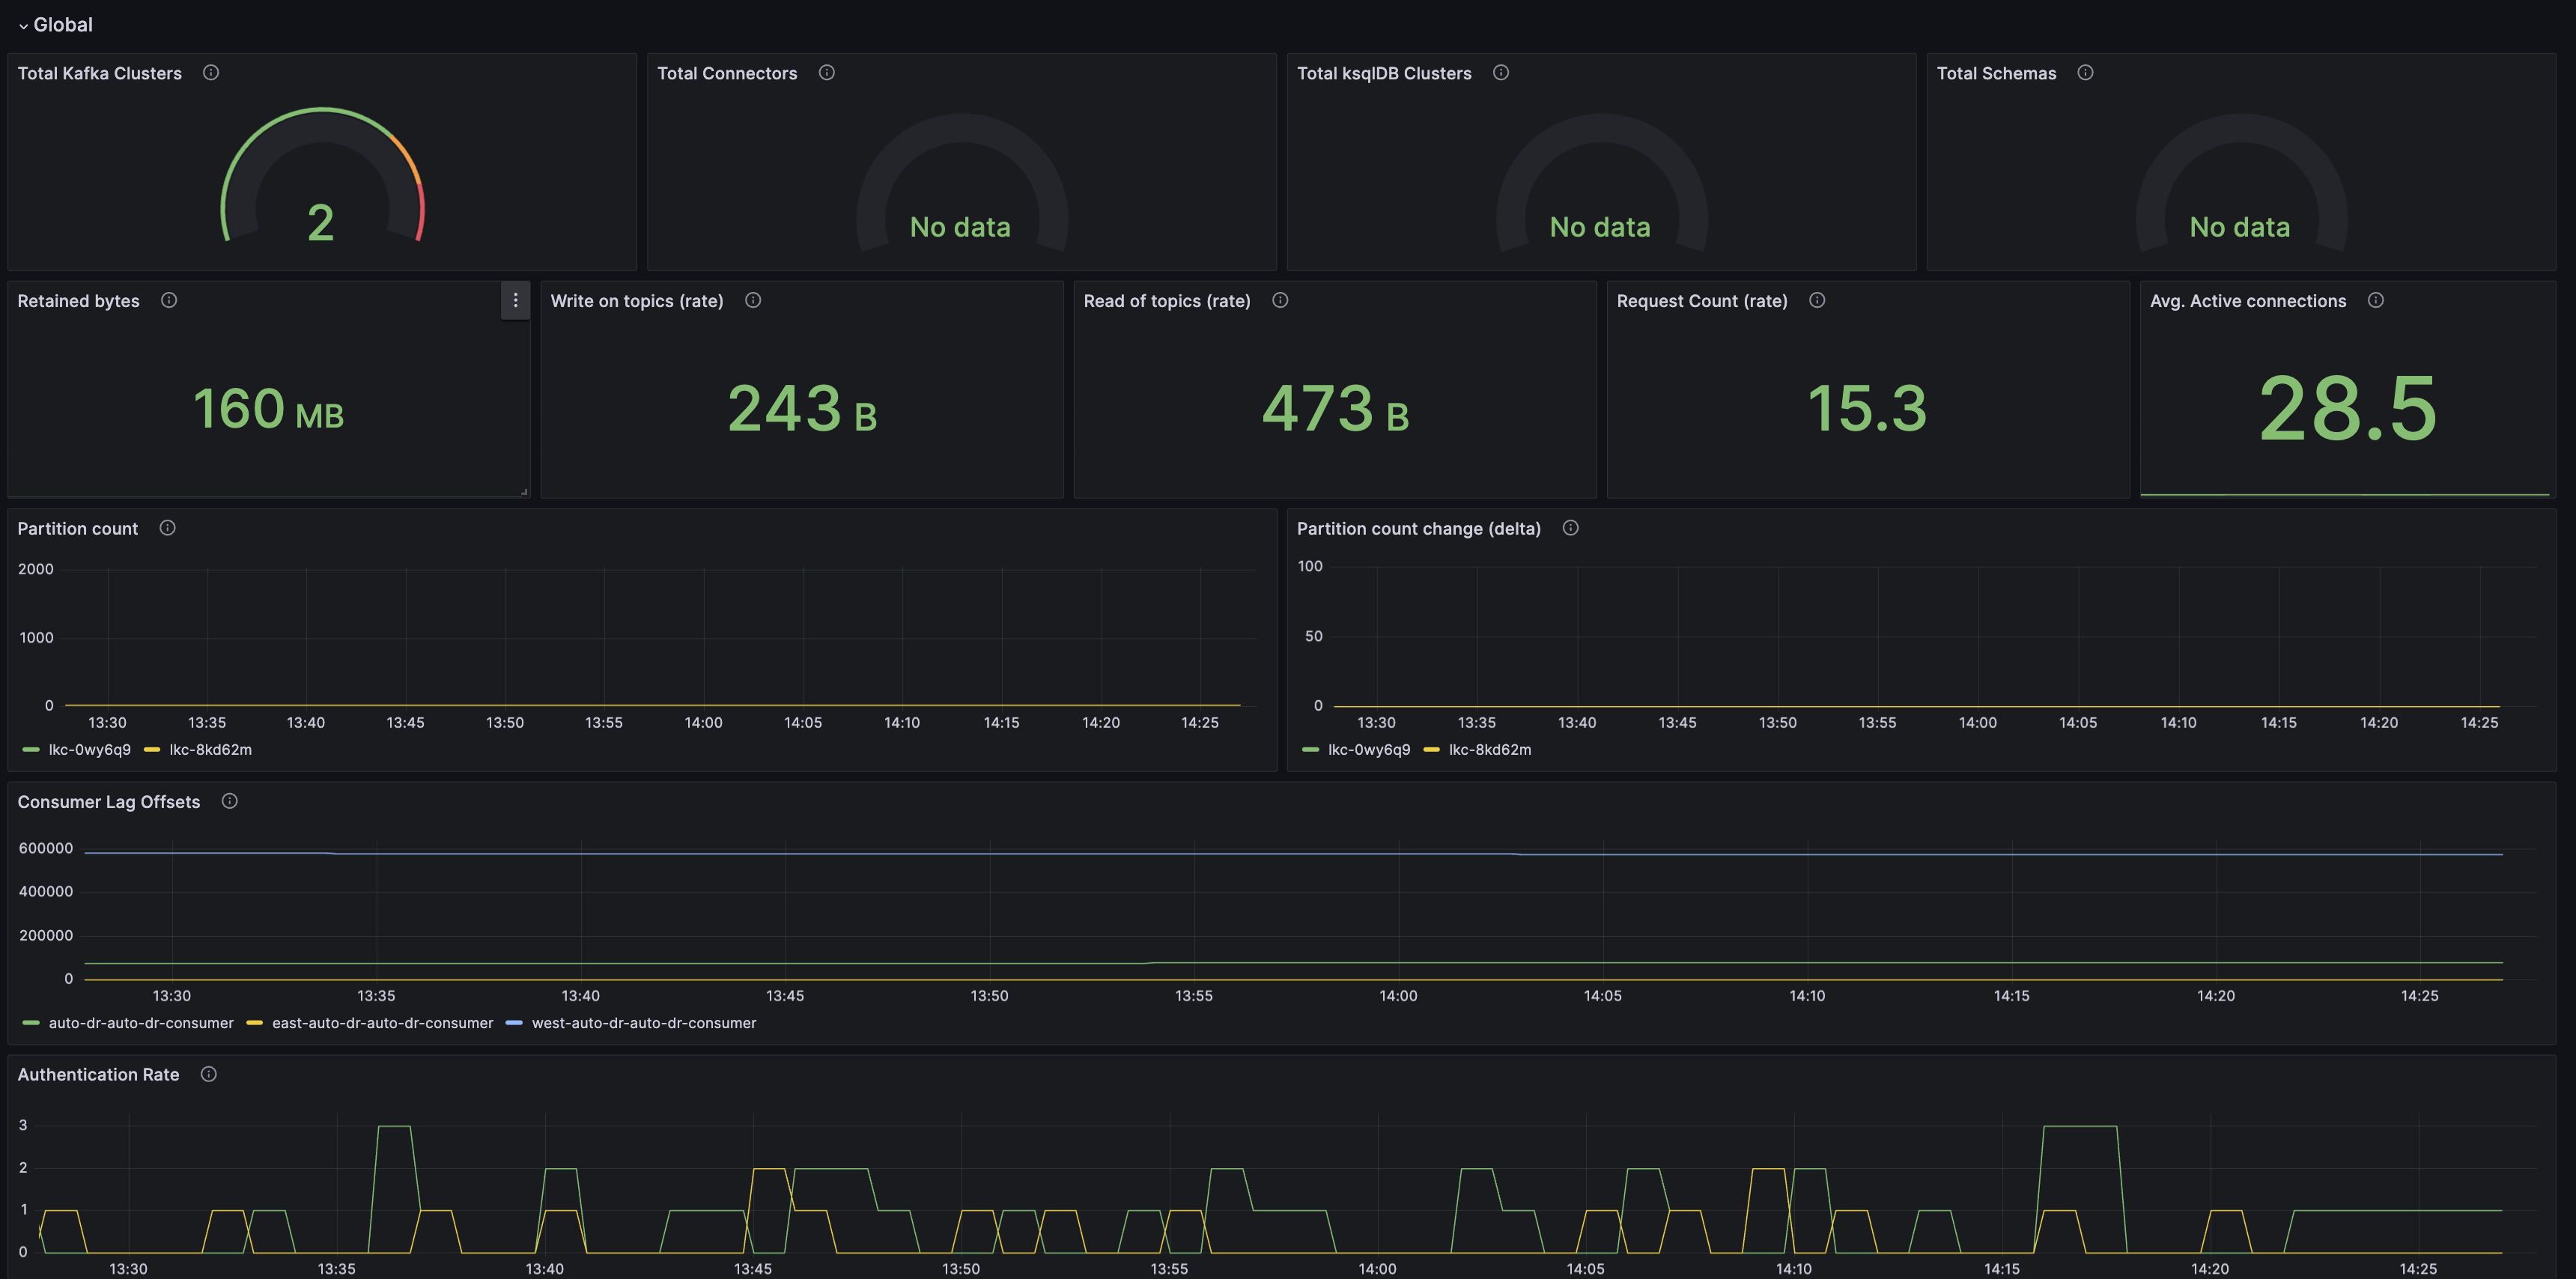 Global
Total Kafka Clusters
2
Total Connectors
No data
Total ksqlDB Clusters
No data
Total Schemas
No data
Retained bytes
160 MB
Write on topics (rate)
243 B
Read of topics (rate)
473 B
Request Count (rate)
15.3
Avg. Active connections
28.5
Partition count
2000
1000
0
13:30 13:35 13:40 13:45 13:50 13:55 14:00 14:05 14:10 14:15 14:20 14:25
lkc-0wy6q9 lkc-8kd62m
Partition count change (delta)
100
50
0
13:30 13:35 13:40 13:45 13:50 13:55 14:00 14:05 14:10 14:15 14:20 14:25
lkc-0wy6q9 lkc-8kd62m
Consumer Lag Offsets
600000
400000
200000
0
13:30 13:35 13:40 13:45 13:50 13:55 14:00 14:05 14:10 14:15 14:20 14:25
auto-dr-auto-dr-consumer east-auto-dr-auto-dr-consumer west-auto-dr-auto-dr-consumer
Authentication Rate
3
2
1
0
13:30 13:35 13:40 13:45 13:50 13:55 14:00 14:05 14:10 14:15 14:20 14:25